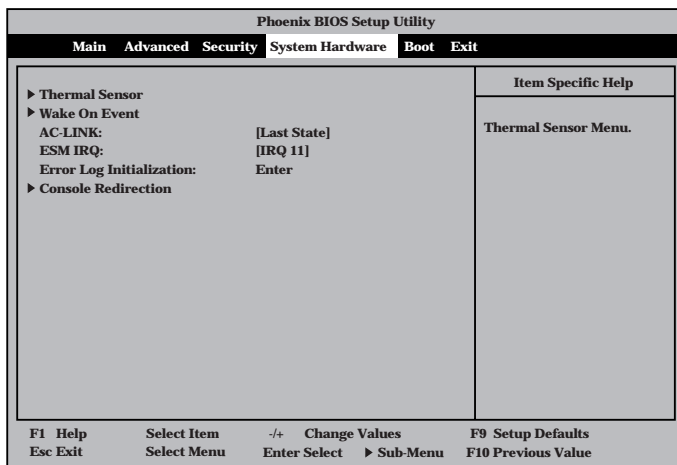 Phoenix BIOS Setup Utility
Main Advanced Security System Hardware Boot Exit
Item Specific Help
▶ Thermal Sensor
▶ Wake On Event
Thermal Sensor Menu.
AC-LINK: [Last State]
ESM IRQ: [IRQ 11]
Error Log Initialization: Enter
▶ Console Redirection
F1 Help Select Item -/+ Change Values F9 Setup Defaults
Esc Exit Select Menu Enter Select ▶ Sub-Menu F10 Previous Value